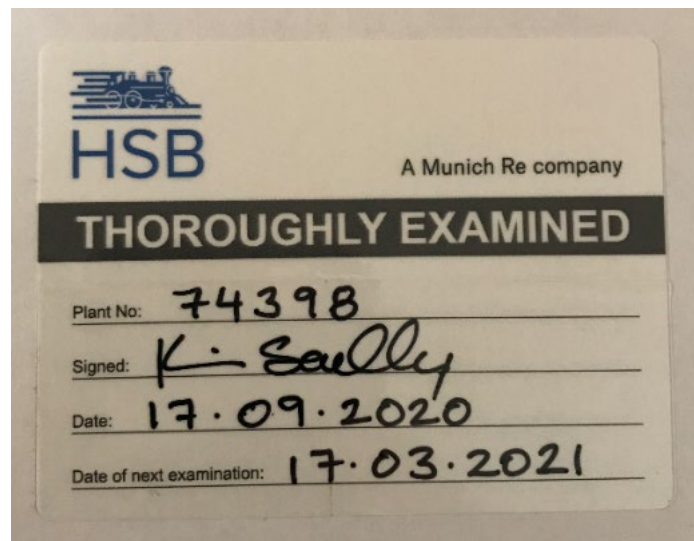 HSB
A Munich Re company
THOROUGHLY EXAMINED
Plant No: 74398
Signed:
Date: 17.09.2020
Date of next examination: 17.03.2021